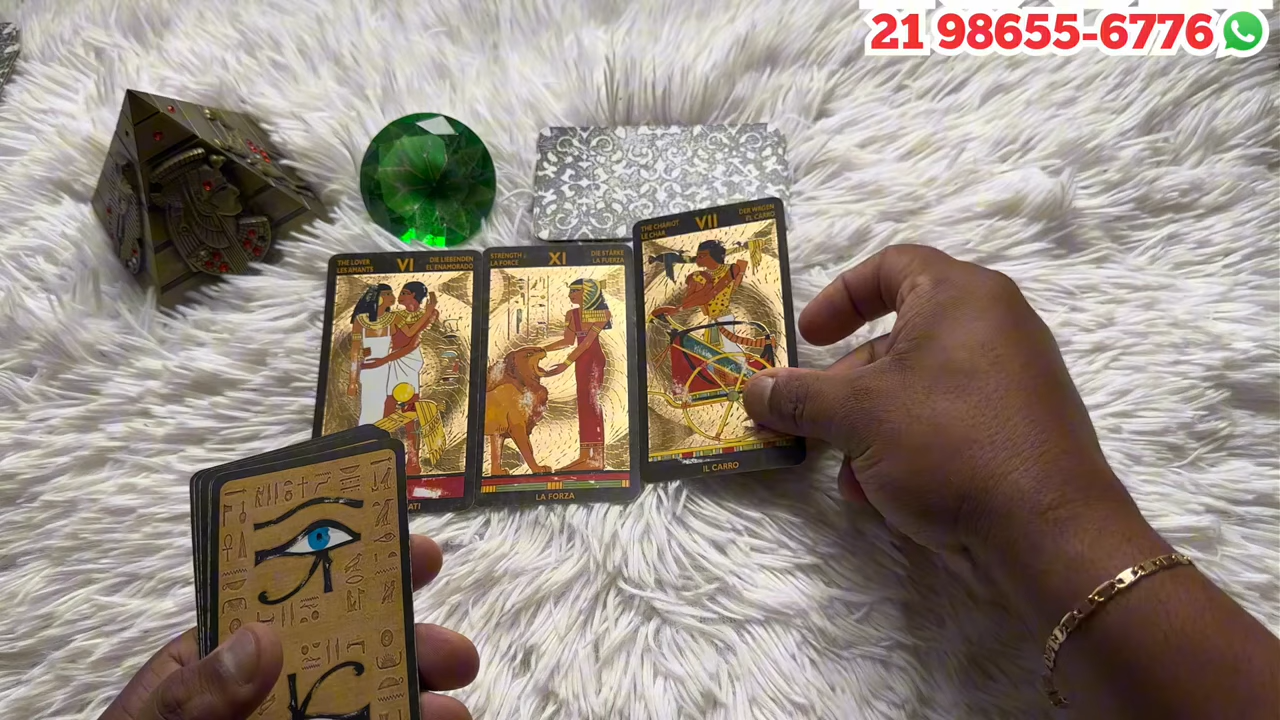 21 98655-6776
THE LOVER
LES AMANTS
VI
DIE LIEBENDEN
EL ENAMORADO
STRENGTH
LA FORCE
XI
DIE STÄRKE
LA FUERZA
THE CHARIOT
LE CHAR
VII
DER WAGEN
EL CARRO
IL CARRO
LA FORZA
ATI